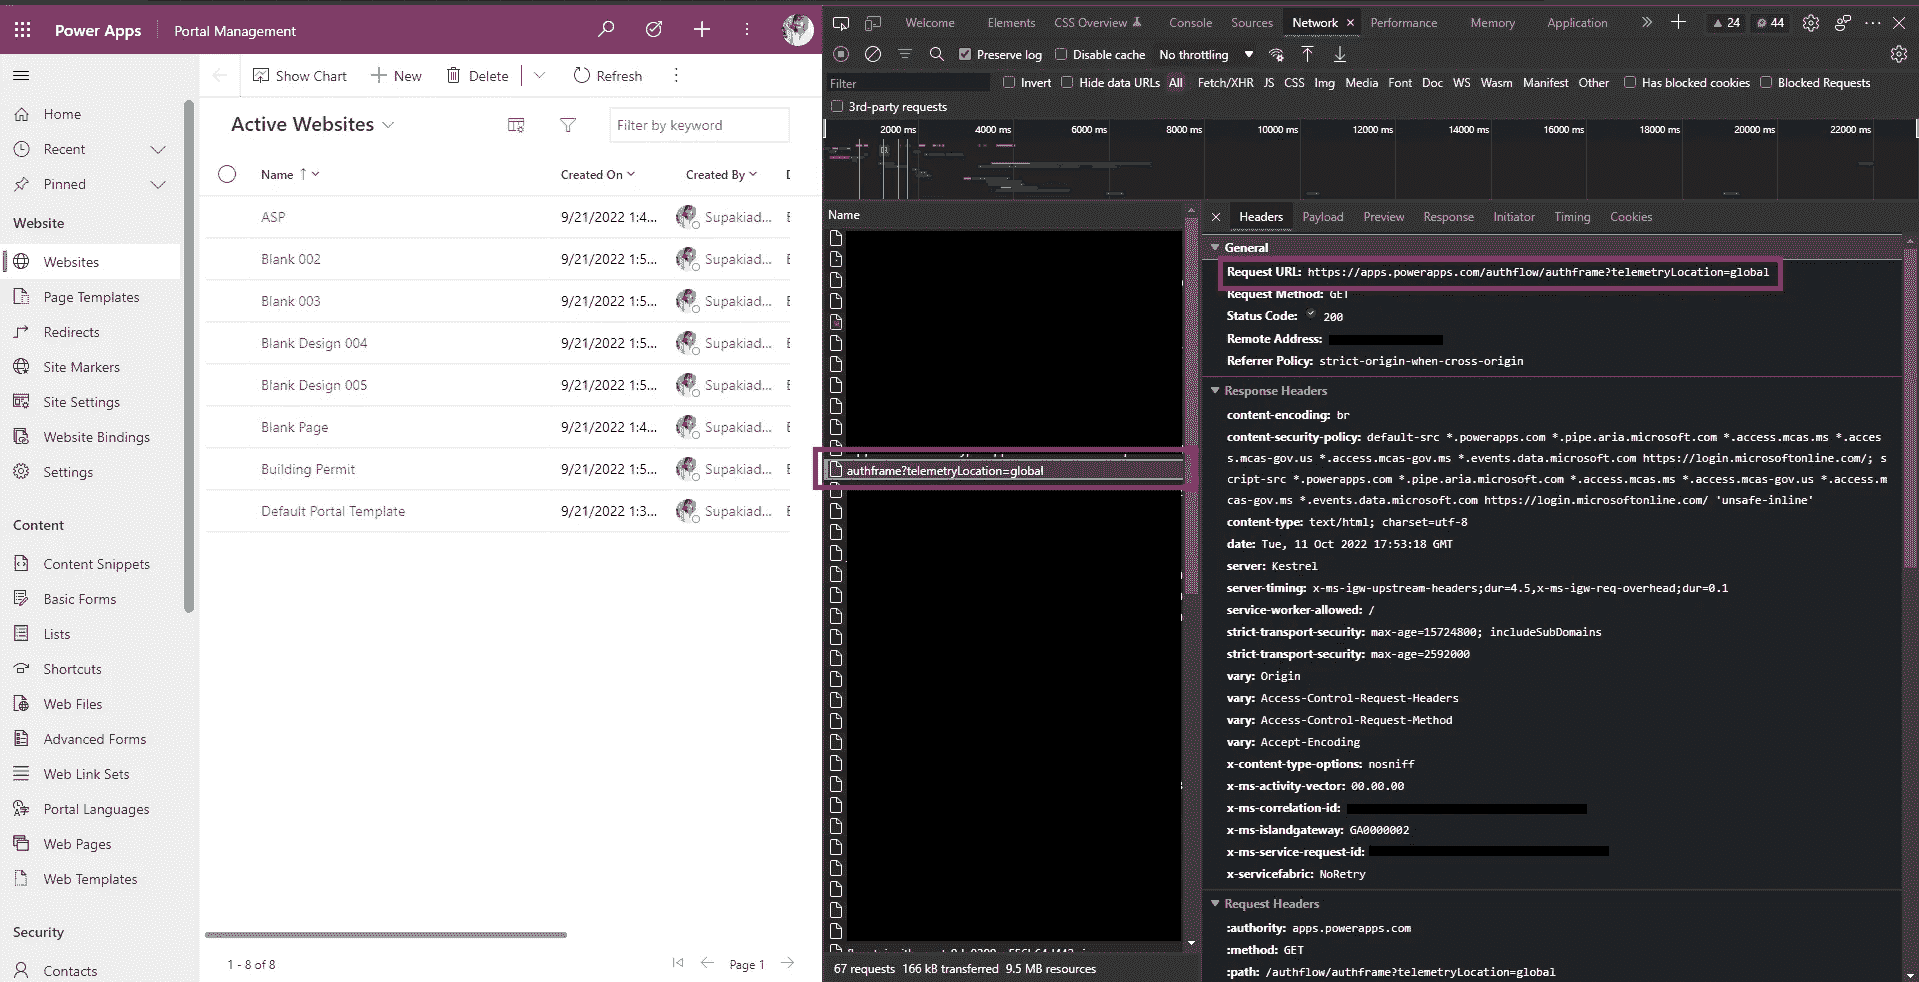 Power Apps
Portal Management
Show Chart
New
Delete
Refresh
Home
Recent
Pinned
Website
Websites
Page Templates
Redirects
Site Markers
Site Settings
Website Bindings
Settings
Content
Content Snippets
Basic Forms
Lists
Shortcuts
Web Files
Advanced Forms
Web Link Sets
Portal Languages
Web Pages
Web Templates
Security
Contacts
Active Websites
Filter by keyword
Name ↑ Created On Created By
ASP 9/21/2022 1:4... Supakiad...
Blank 002 9/21/2022 1:5... Supakiad...
Blank 003 9/21/2022 1:5... Supakiad...
Blank Design 004 9/21/2022 1:5... Supakiad...
Blank Design 005 9/21/2022 1:5... Supakiad...
Blank Page 9/21/2022 1:4... Supakiad...
Building Permit 9/21/2022 1:5... Supakiad...
Default Portal Template 9/21/2022 1:3... Supakiad...
1 - 8 of 8
Page 1
Welcome Elements CSS Overview Console Sources Network Performance Memory Application 24 44
Preserve log Disable cache No throttling
Filter Invert Hide data URLs All Fetch/XHR JS CSS Img Media Font Doc WS Wasm Manifest Other Has blocked cookies Blocked Requests
3rd-party requests
2000 ms 4000 ms 6000 ms 8000 ms 10000 ms 12000 ms 14000 ms 16000 ms 18000 ms 20000 ms 22000 ms
Name
authframe?telemetryLocation=global
67 requests 166 kB transferred 9.5 MB resources
Headers Payload Preview Response Initiator Timing Cookies
General
Request URL: https://apps.powerapps.com/authflow/authframe?telemetryLocation=global
Request Method: GET
Status Code: 200
Remote Address:
Referrer Policy: strict-origin-when-cross-origin
Response Headers
content-encoding: br
content-security-policy: default-src *.powerapps.com *.pipe.aria.microsoft.com *.access.mcas.ms *.acces
s.mcas-gov.us *.access.mcas-gov.ms *.events.data.microsoft.com https://login.microsoftonline.com/; s
cript-src *.powerapps.com *.pipe.aria.microsoft.com *.access.mcas.ms *.access.mcas-gov.us *.access.m
cas-gov.ms *.events.data.microsoft.com https://login.microsoftonline.com/ 'unsafe-inline'
content-type: text/html; charset=utf-8
date: Tue, 11 Oct 2022 17:53:18 GMT
server: Kestrel
server-timing: x-ms-igw-upstream-headers;dur=4.5,x-ms-igw-req-overhead;dur=0.1
service-worker-allowed: /
strict-transport-security: max-age=15724800; includeSubDomains
strict-transport-security: max-age=2592000
vary: Origin
vary: Access-Control-Request-Headers
vary: Access-Control-Request-Method
vary: Accept-Encoding
x-content-type-options: nosniff
x-ms-activity-vector: 00.00.00
x-ms-correlation-id:
x-ms-islandgateway: GA0000002
x-ms-service-request-id:
x-servicefabric: NoRetry
Request Headers
:authority: apps.powerapps.com
:method: GET
:path: /authflow/authframe?telemetryLocation=global